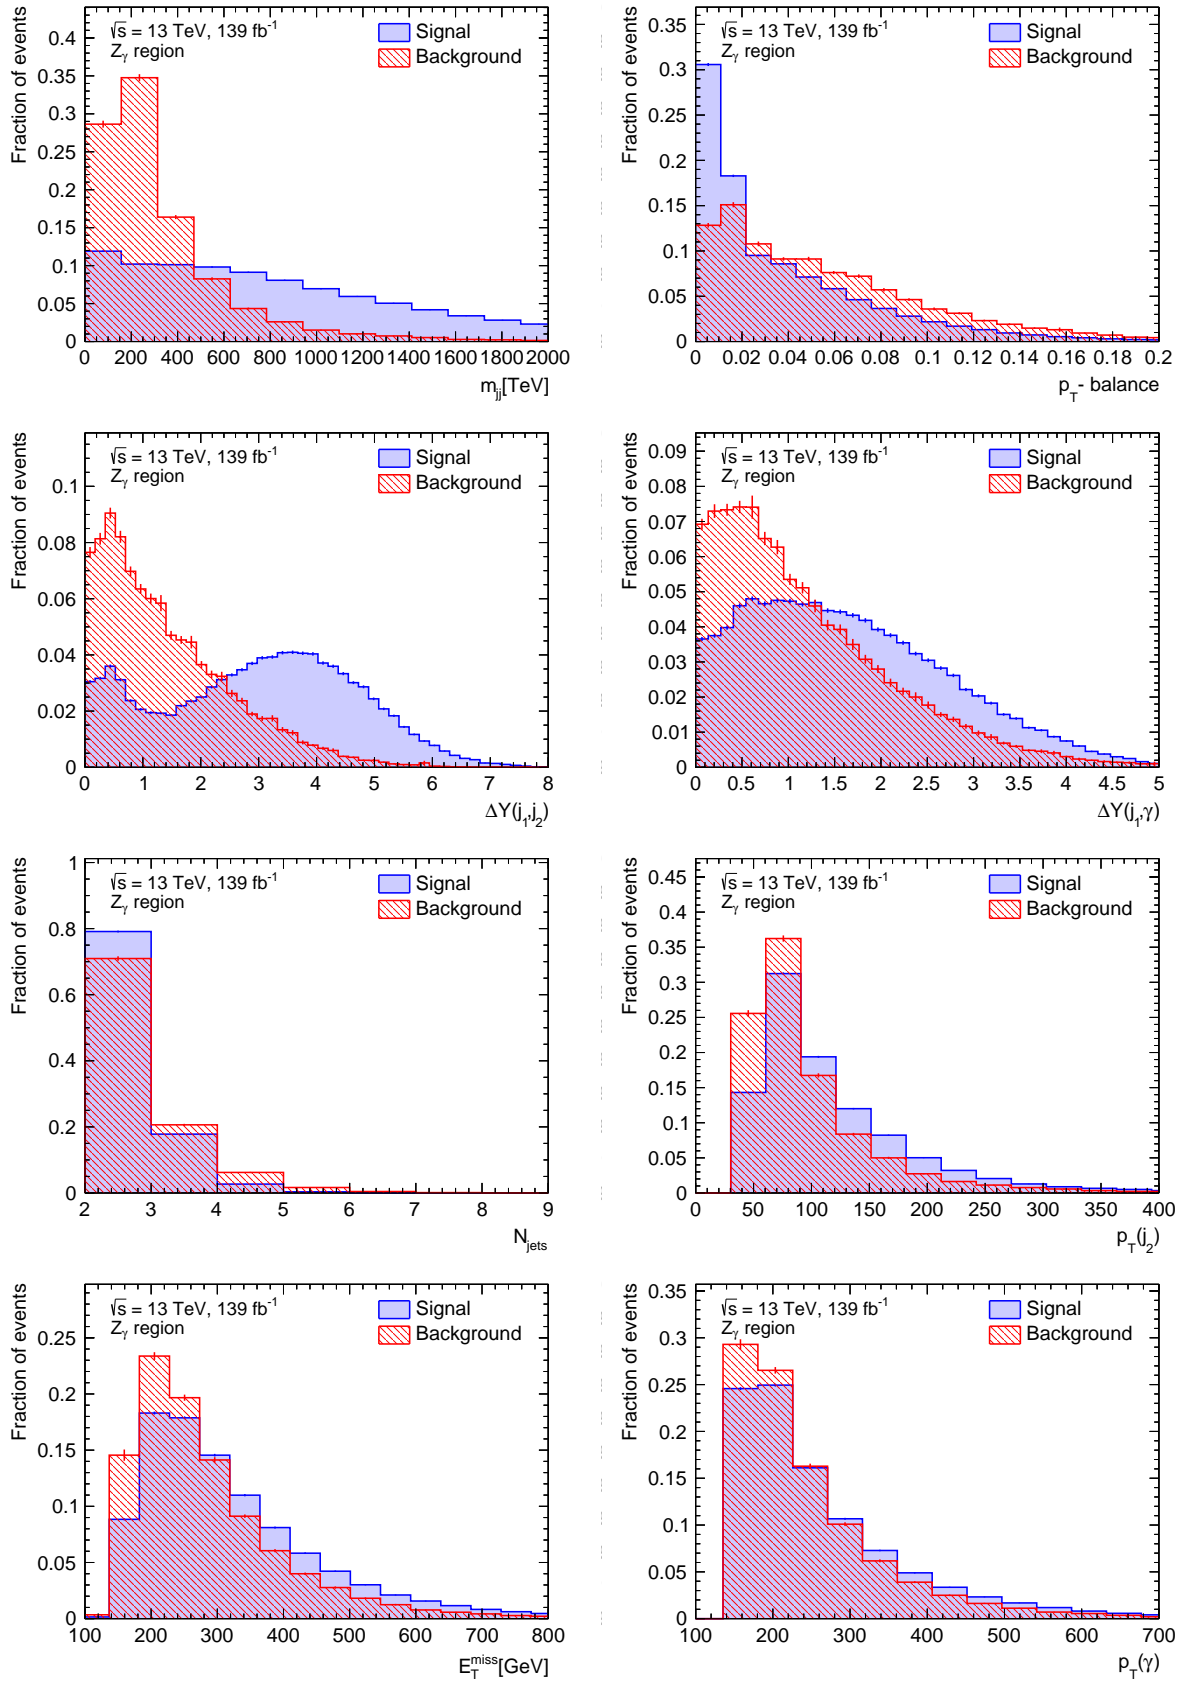 Fraction of events
√s = 13 TeV, 139 fb⁻¹
Zγ region
Signal
Background
0.4
0.35
0.3
0.25
0.2
0.15
0.1
0.05
0
0 200 400 600 800 1000 1200 1400 1600 1800 2000
m_jj[TeV]
Fraction of events
√s = 13 TeV, 139 fb⁻¹
Zγ region
Signal
Background
0.35
0.3
0.25
0.2
0.15
0.1
0.05
0
0 0.02 0.04 0.06 0.08 0.1 0.12 0.14 0.16 0.18 0.2
p_T- balance
Fraction of events
√s = 13 TeV, 139 fb⁻¹
Zγ region
Signal
Background
0.1
0.08
0.06
0.04
0.02
0
0 1 2 3 4 5 6 7 8
ΔY(j₁,j₂)
Fraction of events
√s = 13 TeV, 139 fb⁻¹
Zγ region
Signal
Background
0.09
0.08
0.07
0.06
0.05
0.04
0.03
0.02
0.01
0
0 0.5 1 1.5 2 2.5 3 3.5 4 4.5 5
ΔY(j₁,γ)
Fraction of events
√s = 13 TeV, 139 fb⁻¹
Zγ region
Signal
Background
1
0.8
0.6
0.4
0.2
0
2 3 4 5 6 7 8 9
N_jets
Fraction of events
√s = 13 TeV, 139 fb⁻¹
Zγ region
Signal
Background
0.45
0.4
0.35
0.3
0.25
0.2
0.15
0.1
0.05
0
0 50 100 150 200 250 300 350 400
p_T(j₂)
Fraction of events
√s = 13 TeV, 139 fb⁻¹
Zγ region
Signal
Background
0.25
0.2
0.15
0.1
0.05
0
100 200 300 400 500 600 700 800
E_T^miss[GeV]
Fraction of events
√s = 13 TeV, 139 fb⁻¹
Zγ region
Signal
Background
0.35
0.3
0.25
0.2
0.15
0.1
0.05
0
0 100 200 300 400 500 600 700
p_T(γ)